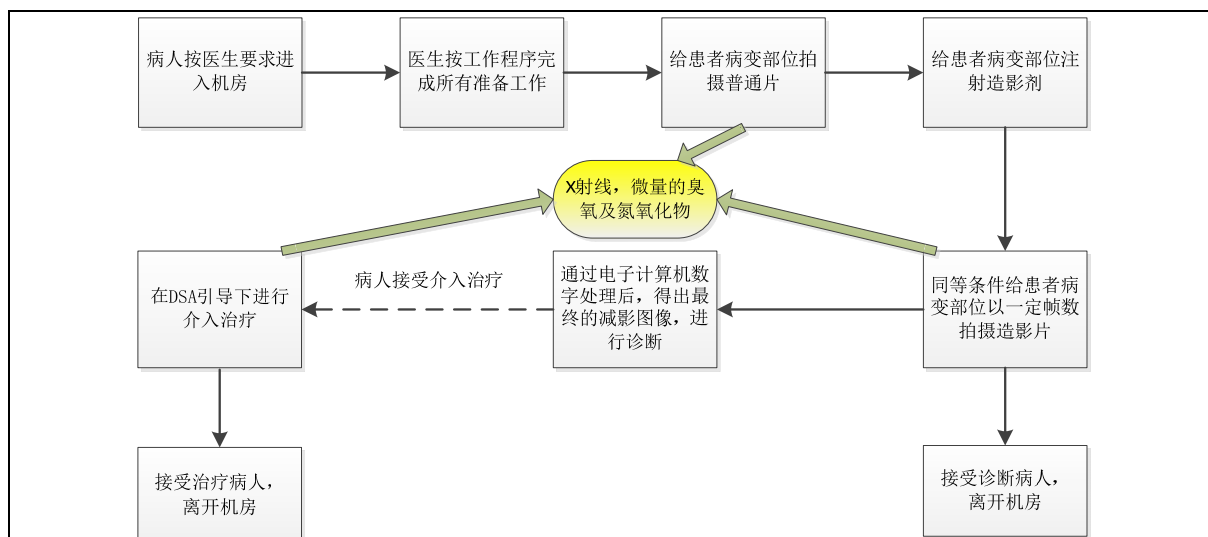 病人按医生要求进
入机房
医生按工作程序完
成所有准备工作
给患者病变部位拍
摄普通片
给患者病变部位注
射造影剂
X射线，微量的臭
氧及氮氧化物
在DSA引导下进行
介入治疗
病人接受介入治疗
通过电子计算机数
字处理后，得出最
终的减影图像，进
行诊断
同等条件给患者病
变部位以一定帧数
拍摄造影片
接受治疗病人，
离开机房
接受诊断病人，
离开机房